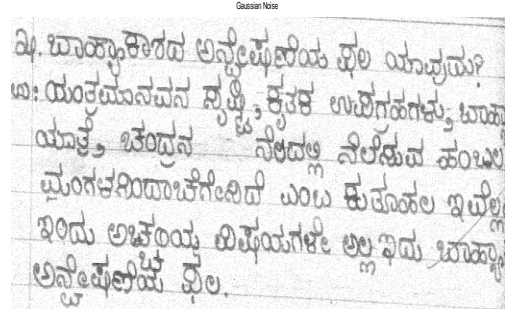 Gaussian Noise
೩. ಬಾಹ್ಯಾಕಾಶದ ಅನ್ವೇಷಣೆಯ ಫಲ ಯಾವುದು?
ಉ: ಯಂತ್ರಮಾನವನ ಸೃಷ್ಟಿ, ಕೃತಕ ಉಪಗ್ರಹಗಳು, ಬಾಹ್ಯ
ಯಾತ್ರೆ, ಚಂದ್ರನ ನೆಲದಲ್ಲಿ ನೆಲೆಸುವ ಹಂಬಲ
ಮಂಗಳನಿಂದಾಚೆಗೇನಿದೆ ಎಂಬ ಕುತೂಹಲ ಇವೆಲ್ಲ
ಇಂದು ಅಚ್ಚರಿಯ ವಿಷಯಗಳೇ ಅಲ್ಲ ಇದು ಬಾಹ್ಯಾ
ಅನ್ವೇಷಣೆಯ ಫಲ.